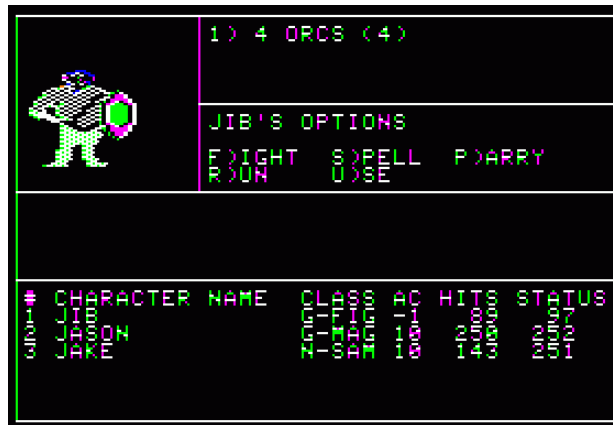 1) 4 ORCS (4)
JIB'S OPTIONS
F)IGHT S)PELL P)ARRY
R)UN U)SE
# CHARACTER NAME CLASS AC HITS STATUS
1 JIB G-FIG -1 89 97
2 JASON G-MAG 10 250 252
3 JAKE N-SAM 10 143 251